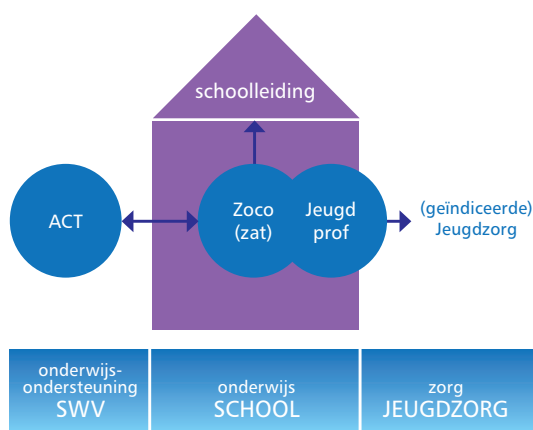 schoolleiding
ACT
Zoco
(zat)
Jeugd
prof
(geïndiceerde)
Jeugdzorg
onderwijs-
ondersteuning
SWV
onderwijs
SCHOOL
zorg
JEUGDZORG